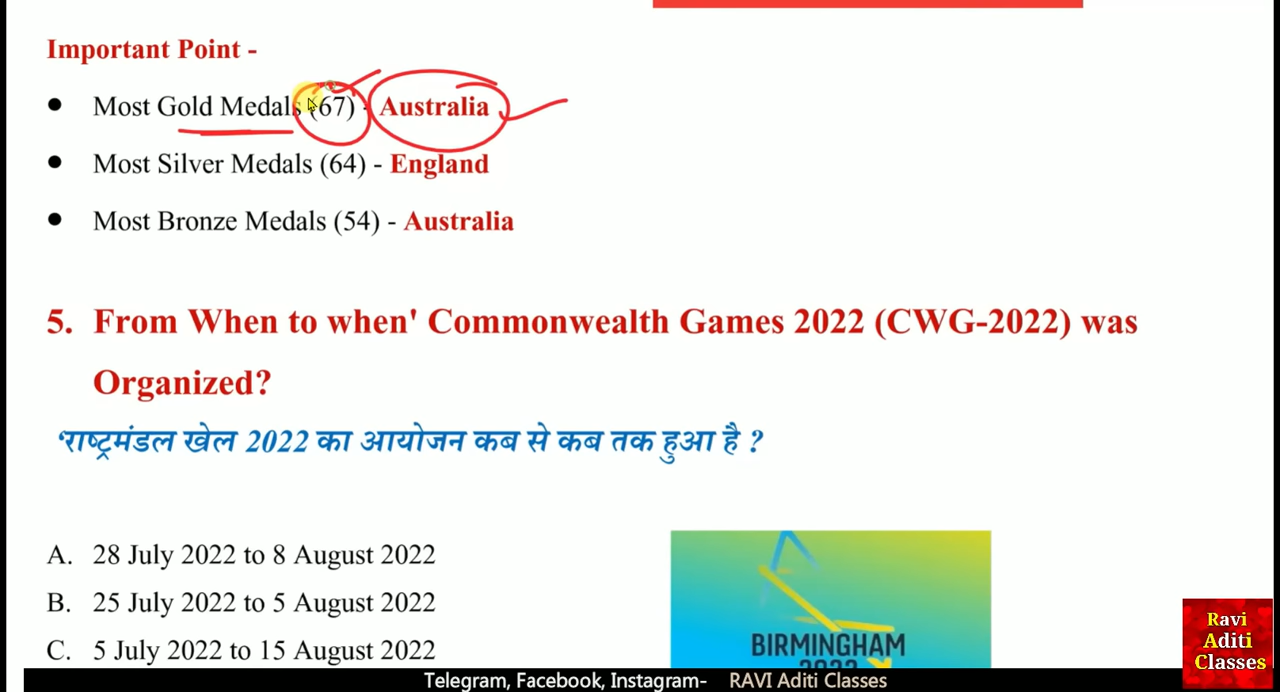 Important Point -
● Most Gold Medals (67) - Australia
● Most Silver Medals (64) - England
● Most Bronze Medals (54) - Australia
5. From When to when' Commonwealth Games 2022 (CWG-2022) was
Organized?
‘राष्ट्रमंडल खेल 2022 का आयोजन कब से कब तक हुआ है ?
A. 28 July 2022 to 8 August 2022
B. 25 July 2022 to 5 August 2022
C. 5 July 2022 to 15 August 2022
BIRMINGHAM
2022
Ravi
Aditi
Classes
Telegram, Facebook, Instagram- RAVI Aditi Classes